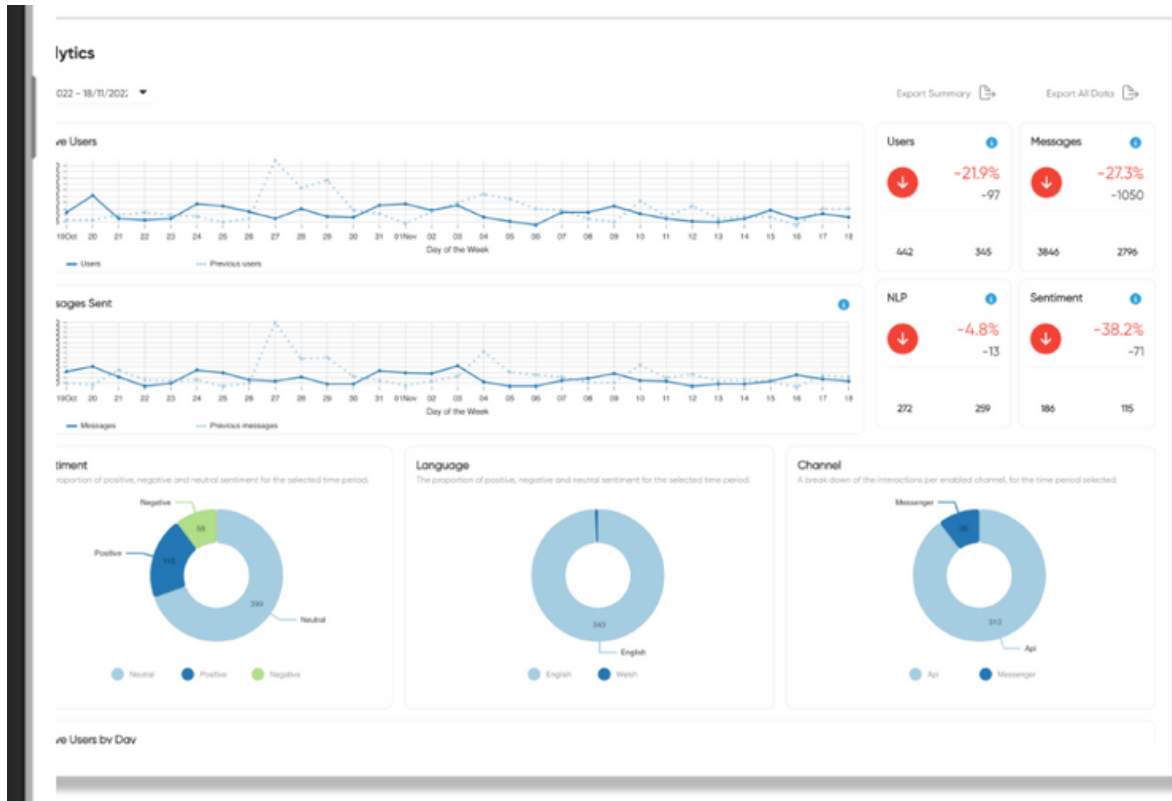 lytics
022 - 18/11/202
Export Summary
Export All Data
ve Users
19Oct 20 21 22 23 24 25 26 27 28 29 30 31 01Nov 02 03 04 05 06 07 08 09 10 11 12 13 14 15 16 17 18
Day of the Week
Users
Previous users
Users
-21.9%
-97
442
345
Messages
-27.3%
-1050
3846
2796
sages Sent
19Oct 20 21 22 23 24 25 26 27 28 29 30 31 01Nov 02 03 04 05 06 07 08 09 10 11 12 13 14 15 16 17 18
Day of the Week
Messages
Previous messages
NLP
-4.8%
-13
272
259
Sentiment
-38.2%
-71
186
115
timent
roportion of positive, negative and neutral sentiment for the selected time period.
Negative
58
Positive
115
399
Neutral
Neutral
Positive
Negative
Language
The proportion of positive, negative and neutral sentiment for the selected time period.
343
English
English
Welsh
Channel
A break down of the interactions per enabled channel, for the time period selected.
Messenger
313
Api
Api
Messenger
ve Users by Day